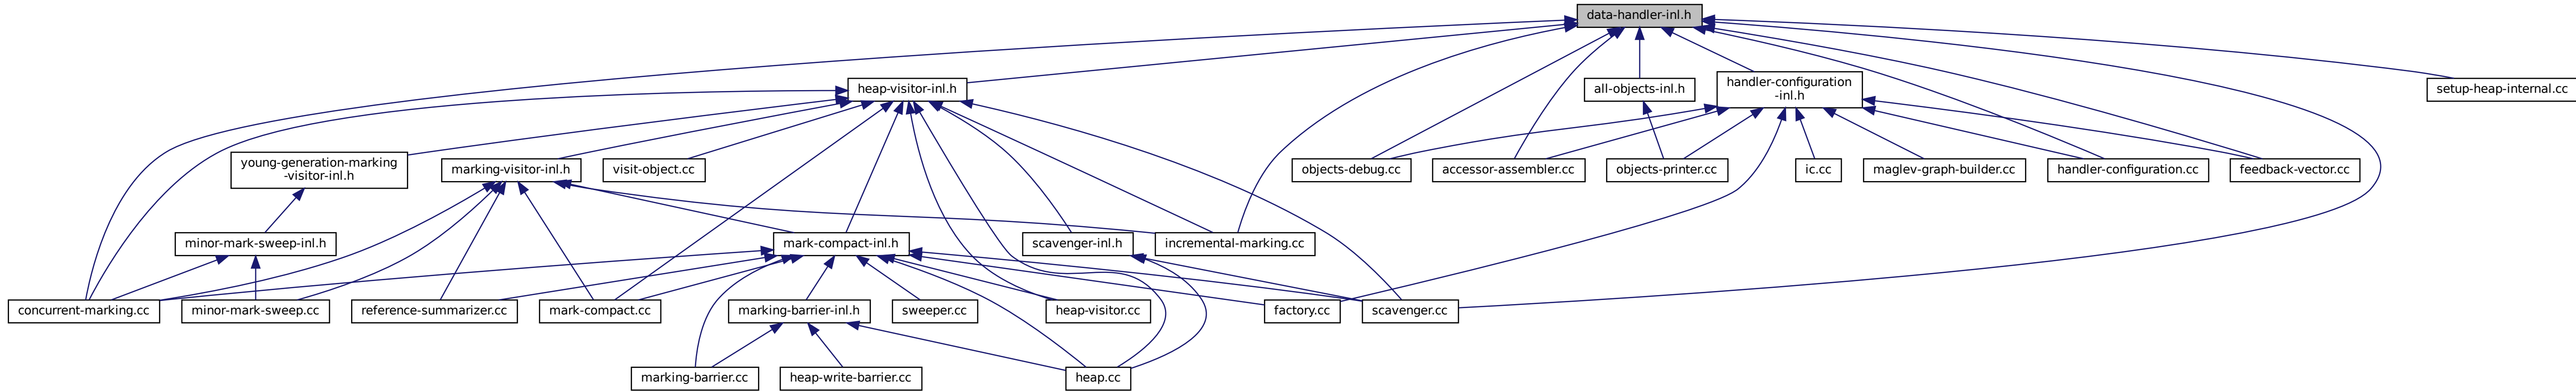 data-handler-inl.h
heap-visitor-inl.h
all-objects-inl.h
handler-configuration
-inl.h
setup-heap-internal.cc
young-generation-marking
-visitor-inl.h
marking-visitor-inl.h
visit-object.cc
objects-debug.cc
accessor-assembler.cc
objects-printer.cc
ic.cc
maglev-graph-builder.cc
handler-configuration.cc
feedback-vector.cc
minor-mark-sweep-inl.h
mark-compact-inl.h
scavenger-inl.h
incremental-marking.cc
concurrent-marking.cc
minor-mark-sweep.cc
reference-summarizer.cc
mark-compact.cc
marking-barrier-inl.h
sweeper.cc
heap-visitor.cc
factory.cc
scavenger.cc
marking-barrier.cc
heap-write-barrier.cc
heap.cc